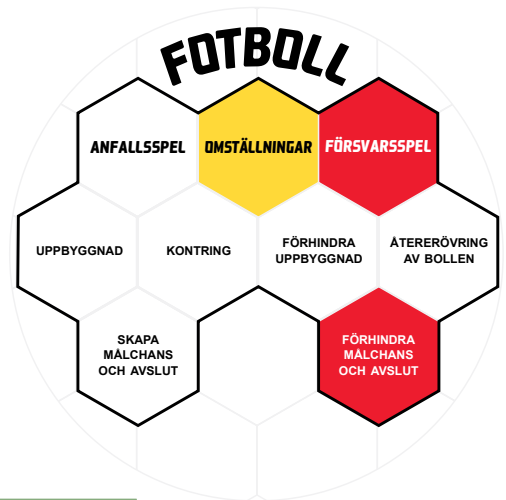 FOTBOLL
ANFALLSSPEL
OMSTÄLLNINGAR
FÖRSVARSSPEL
UPPBYGGNAD
KONTRING
FÖRHINDRA
UPPBYGGNAD
ÅTERERÖVRING
AV BOLLEN
SKAPA
MÅLCHANS
OCH AVSLUT
FÖRHINDRA
MÅLCHANS
OCH AVSLUT